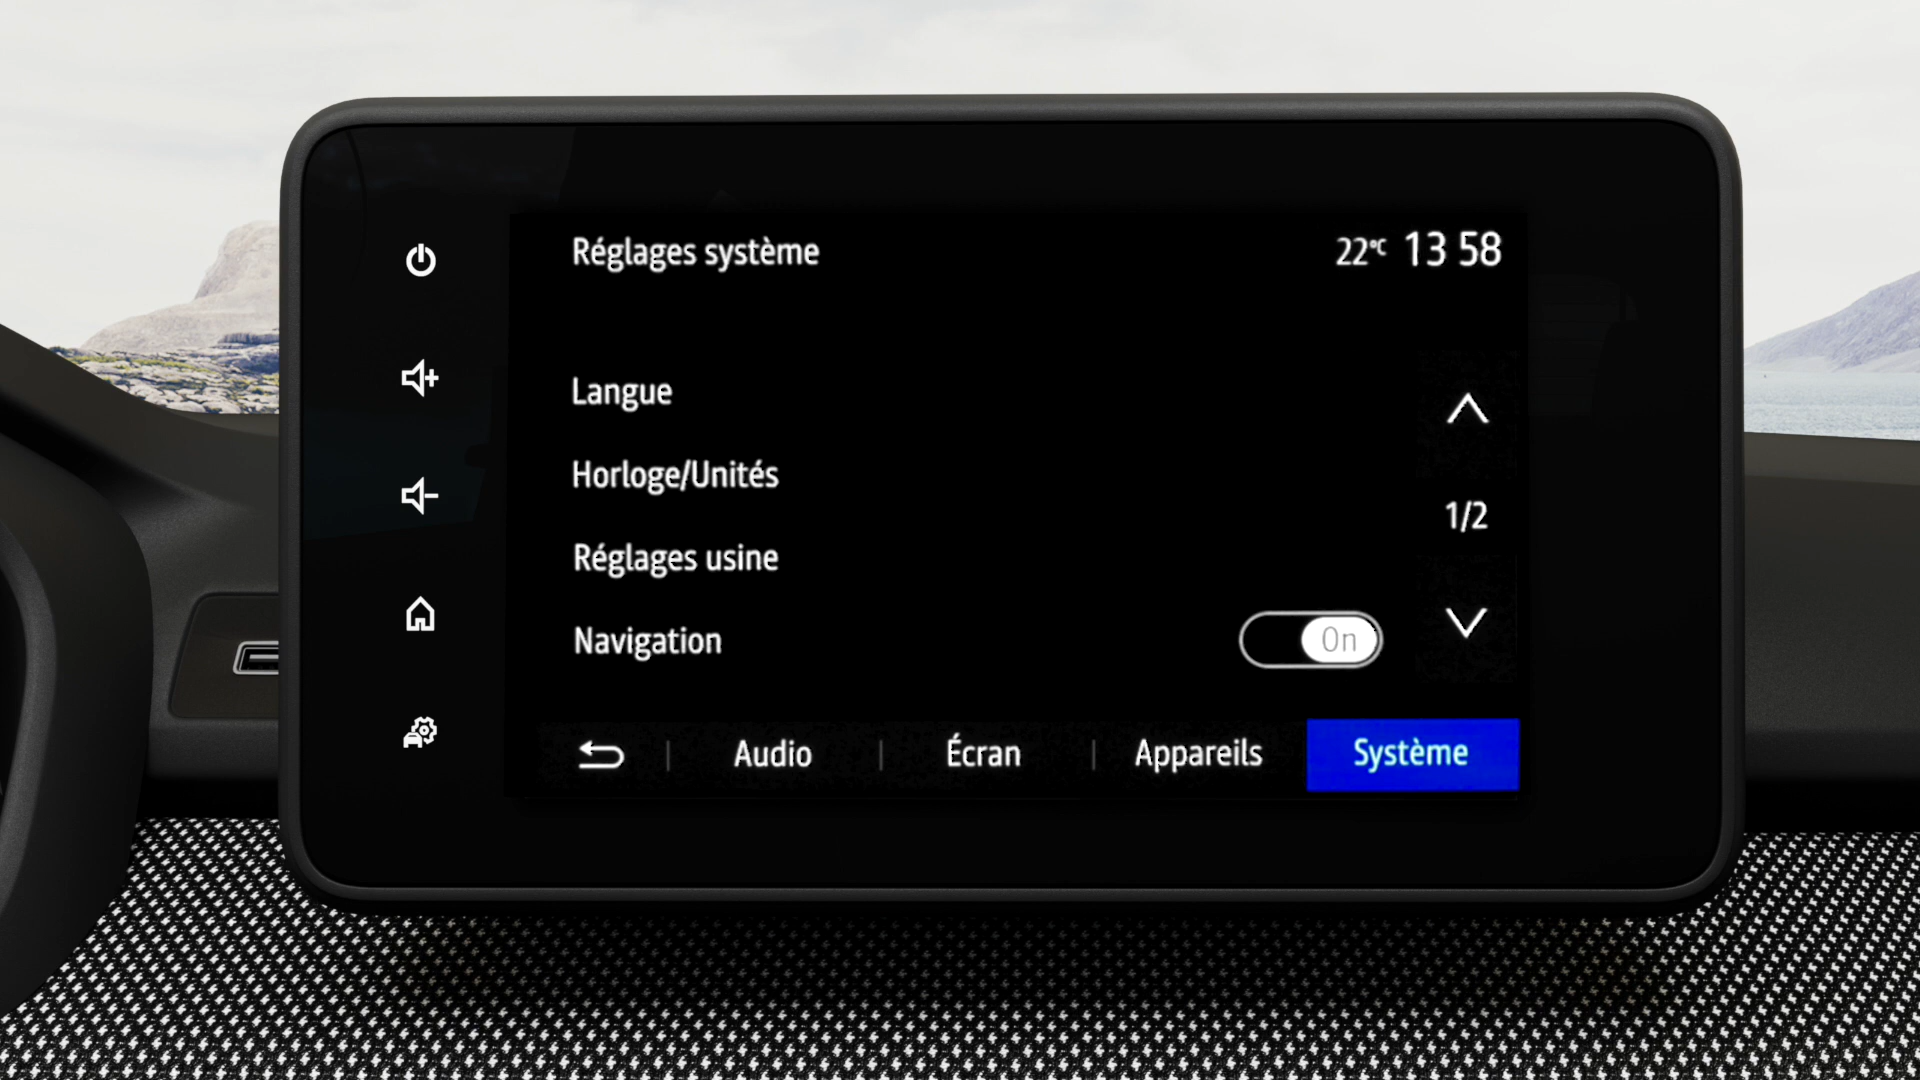 Réglages système
22°C 13 58
Langue
Horloge/Unités
1/2
Réglages usine
Navigation On
Audio Écran Appareils Système